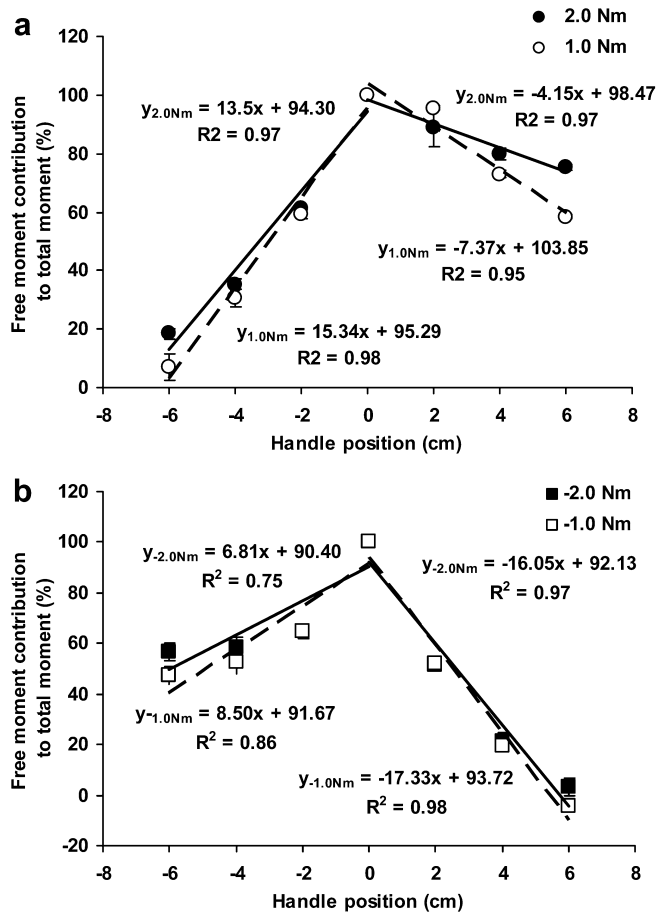 a
2.0 Nm
1.0 Nm
Free moment contribution
to total moment (%)
120
100
80
60
40
20
0
y2.0Nm = 13.5x + 94.30
R2 = 0.97
y2.0Nm = -4.15x + 98.47
R2 = 0.97
y1.0Nm = -7.37x + 103.85
R2 = 0.95
y1.0Nm = 15.34x + 95.29
R2 = 0.98
-8 -6 -4 -2 0 2 4 6 8
Handle position (cm)
b
-2.0 Nm
-1.0 Nm
Free moment contribution
to total moment (%)
120
100
80
60
40
20
0
-20
y-2.0Nm = 6.81x + 90.40
R² = 0.75
y-2.0Nm = -16.05x + 92.13
R² = 0.97
y-1.0Nm = 8.50x + 91.67
R² = 0.86
y-1.0Nm = -17.33x + 93.72
R² = 0.98
-8 -6 -4 -2 0 2 4 6 8
Handle position (cm)